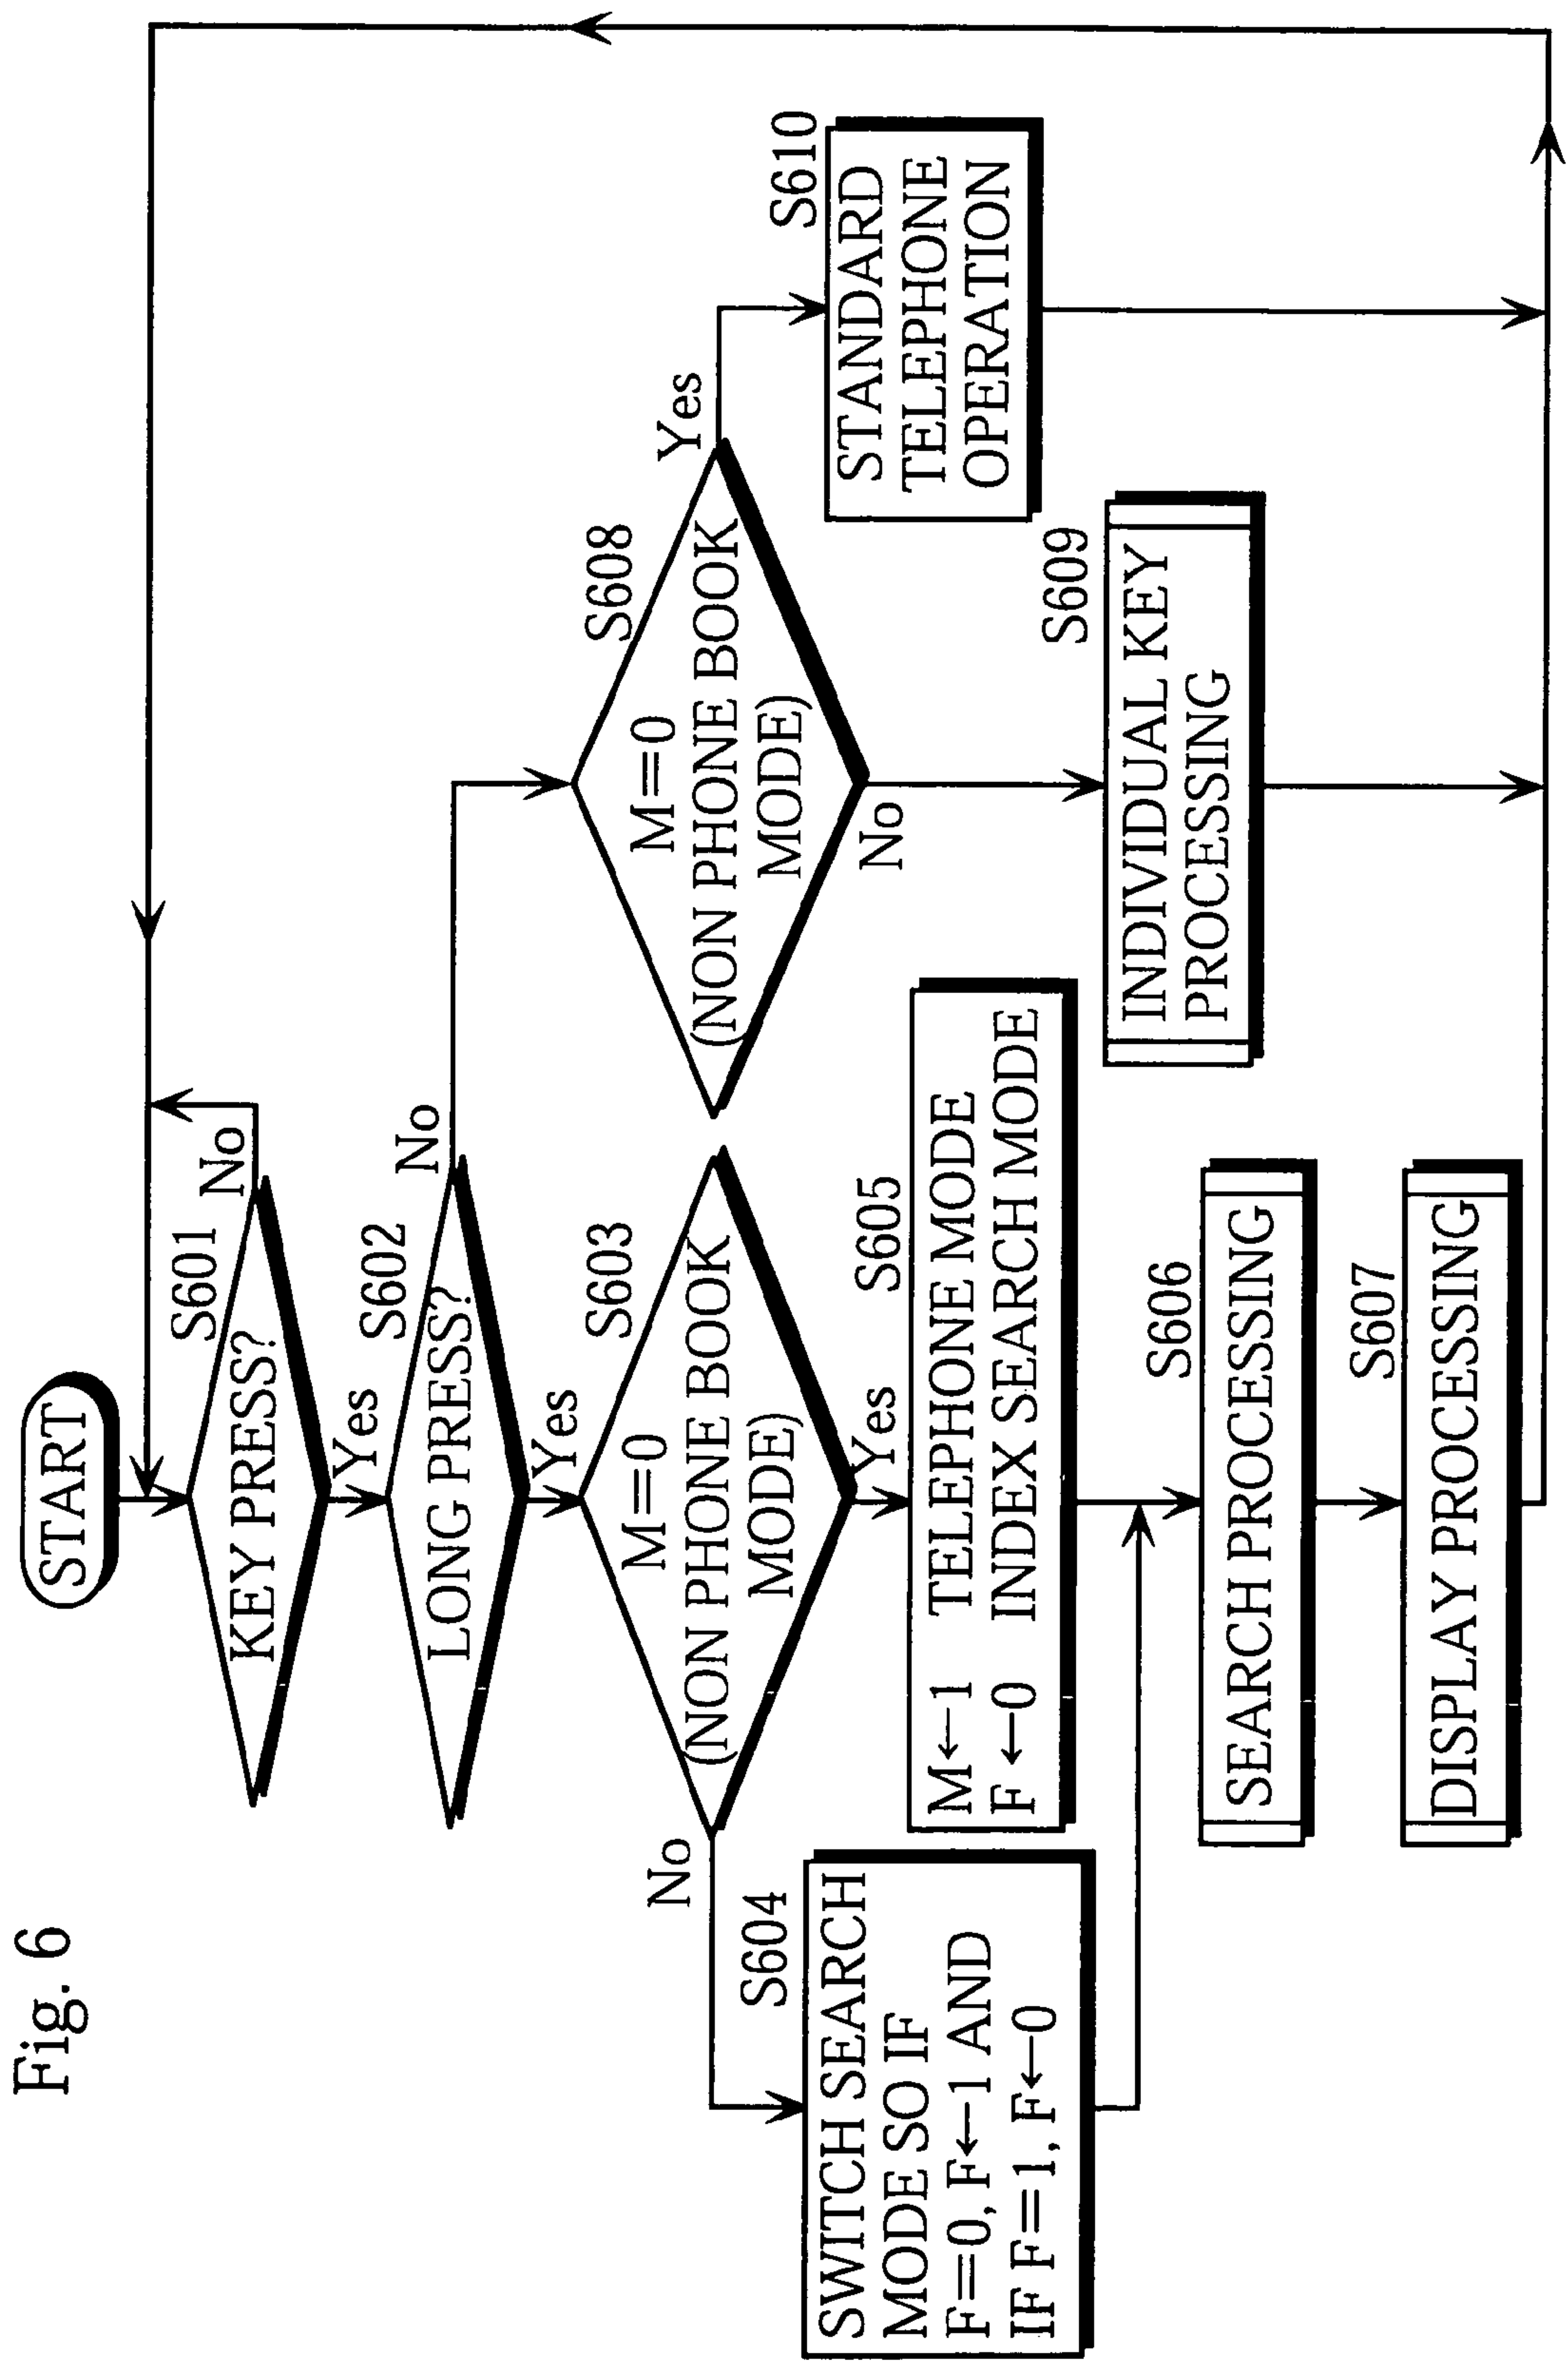 Fig. 6
START
S601
KEY PRESS?
No
Yes
S602
LONG PRESS?
No
Yes
S603
M=0
(NON PHONE BOOK
MODE)
No
Yes
S604
SWITCH SEARCH
MODE SO IF
F=0, F←1 AND
IF F=1, F←0
S605
M←1 TELEPHONE MODE
F←0 INDEX SEARCH MODE
S606
SEARCH PROCESSING
S607
DISPLAY PROCESSING
S608
M=0
(NON PHONE BOOK
MODE)
Yes
No
S609
INDIVIDUAL KEY
PROCESSING
S610
STANDARD
TELEPHONE
OPERATION